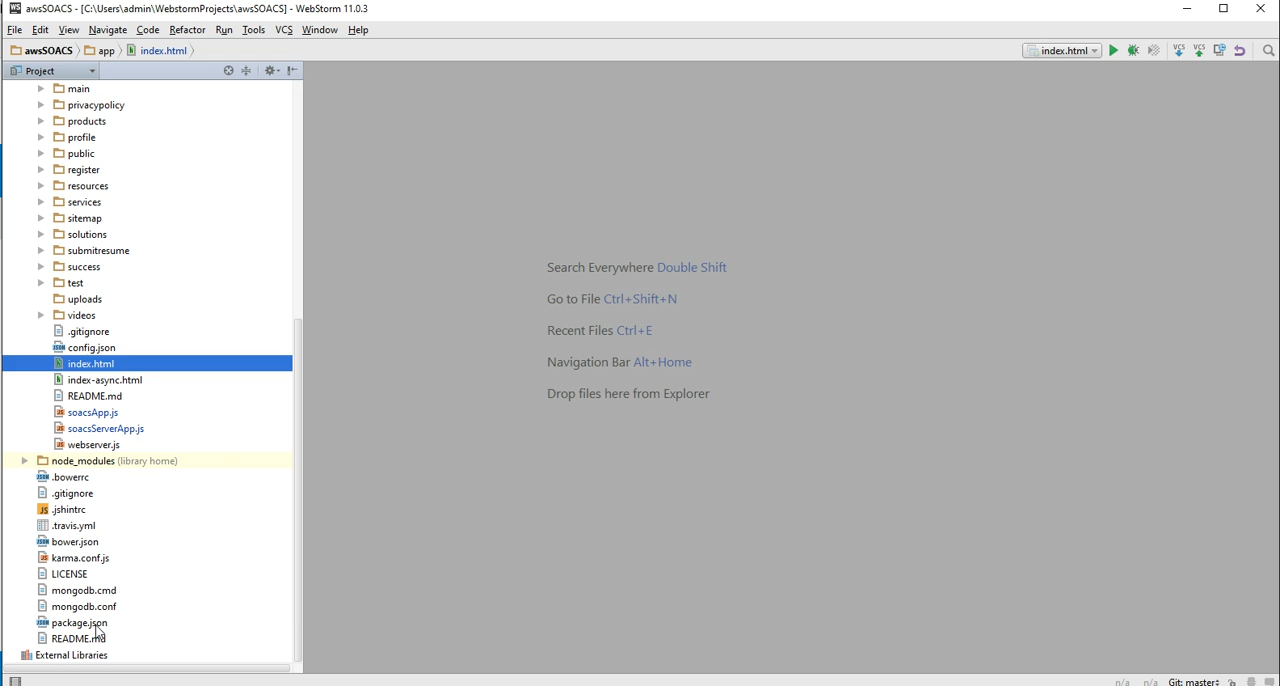 awsSOACS - [C:\Users\admin\WebstormProjects\awsSOACS] - WebStorm 11.0.3
File Edit View Navigate Code Refactor Run Tools VCS Window Help
awsSOACS app index.html index.html VCS VCS
Project
main
privacypolicy
products
profile
public
register
resources
services
sitemap
solutions
submitresume
success
test
uploads
videos
.gitignore
config.json
index.html
index-async.html
README.md
soacsApp.js
soacsServerApp.js
webserver.js
node_modules (library home)
.bowerrc
.gitignore
.jshintrc
.travis.yml
bower.json
karma.conf.js
LICENSE
mongodb.cmd
mongodb.conf
package.json
README.md
External Libraries
Search Everywhere Double Shift
Go to File Ctrl+Shift+N
Recent Files Ctrl+E
Navigation Bar Alt+Home
Drop files here from Explorer
n/a n/a Git: master